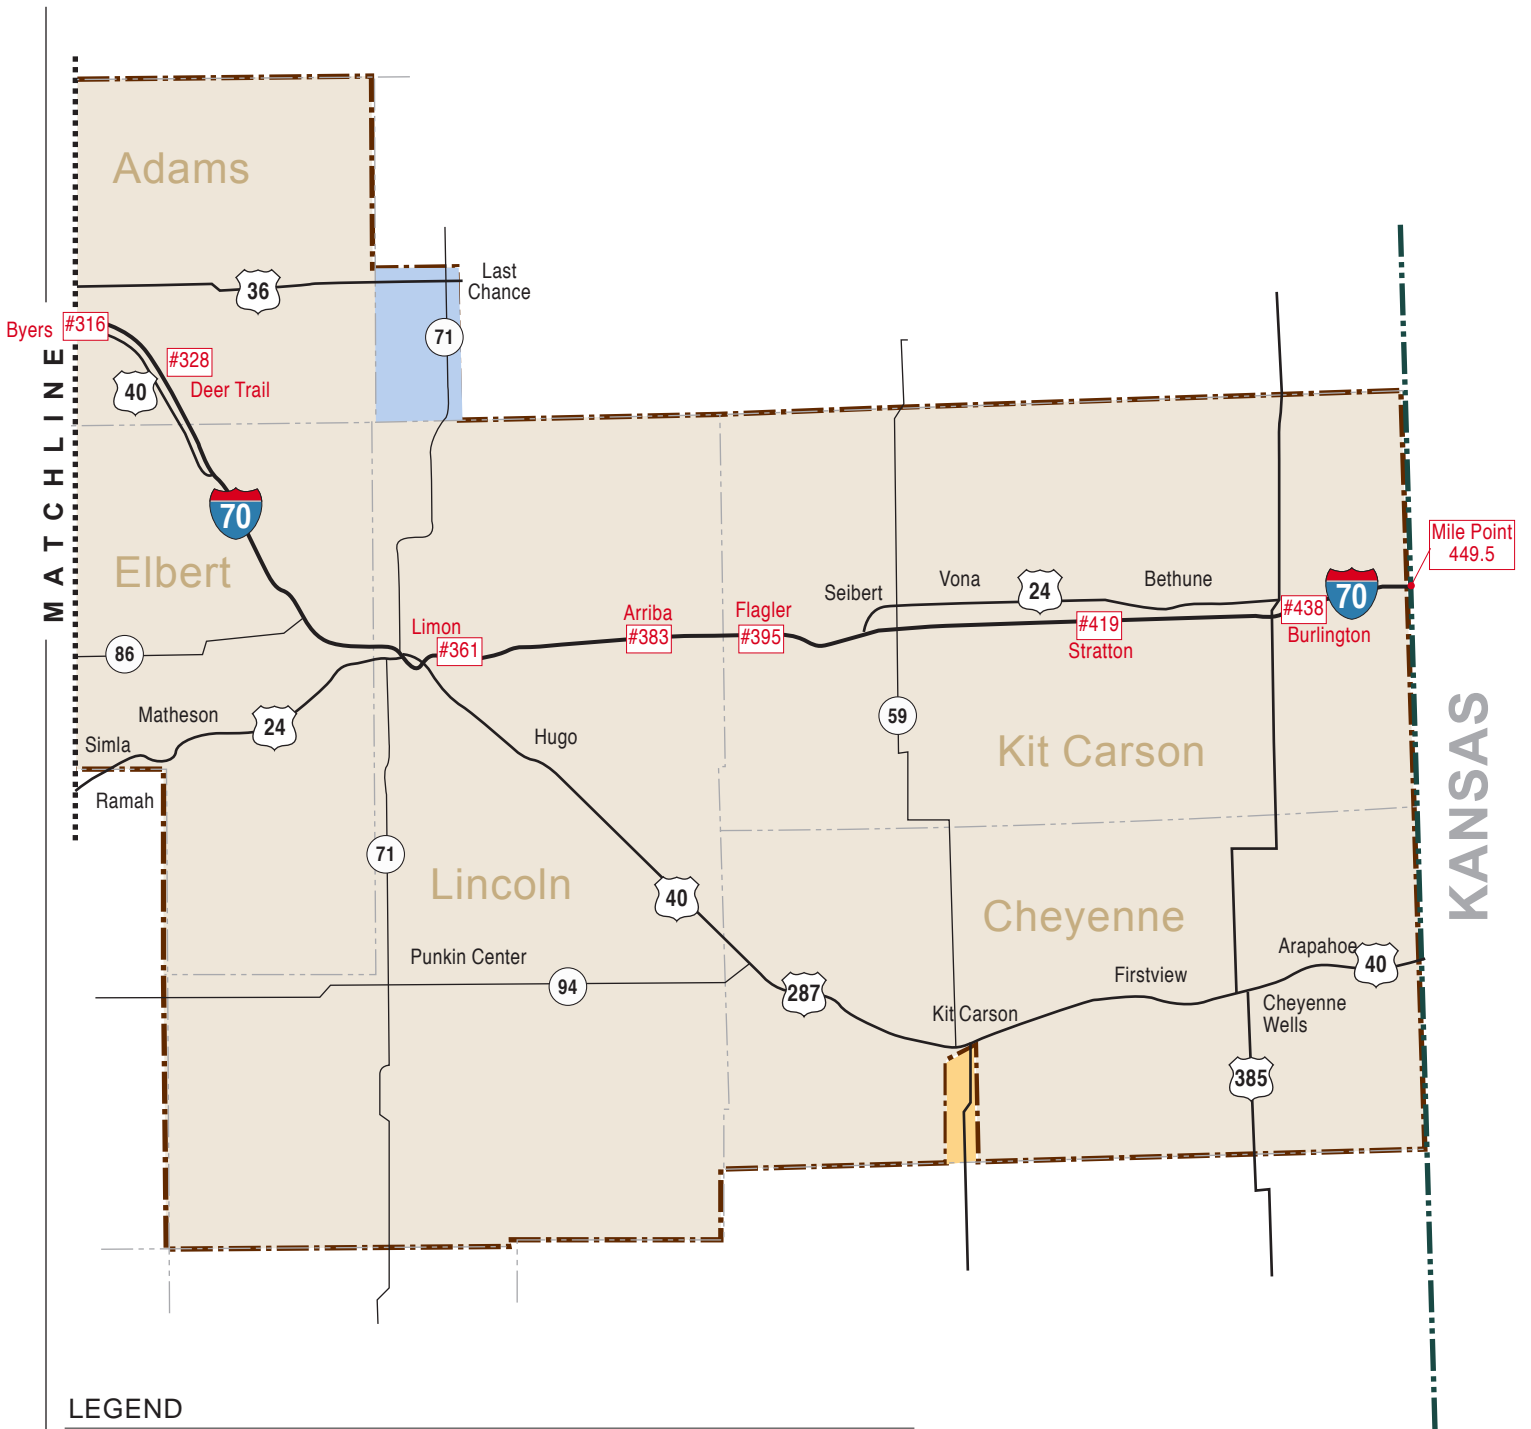 Adams
36
Last
Chance
Byers
#316
71
#328
Deer Trail
40
MATCHLINE
70
Elbert
Mile Point
449.5
Seibert
Vona
24
Bethune
70
#438
Burlington
Limon
#361
Arriba
#383
Flagler
#395
#419
Stratton
86
Matheson
24
Simla
Ramah
Hugo
59
Kit Carson
KANSAS
71
Lincoln
40
Cheyenne
Punkin Center
94
287
Arapahoe
40
Firstview
Kit Carson
Cheyenne
Wells
385
LEGEND